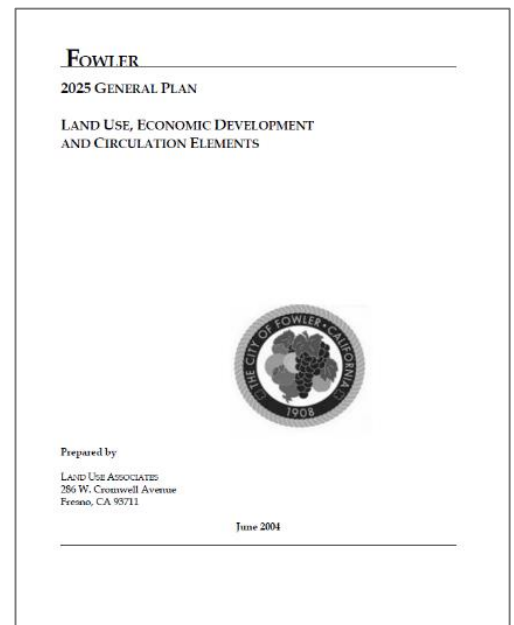 FOWLER
2025 GENERAL PLAN
LAND USE, ECONOMIC DEVELOPMENT
AND CIRCULATION ELEMENTS
THE CITY OF FOWLER • CALIFORNIA
1908
Prepared by
LAND USE ASSOCIATES
286 W. Cromwell Avenue
Fresno, CA 93711
June 2004